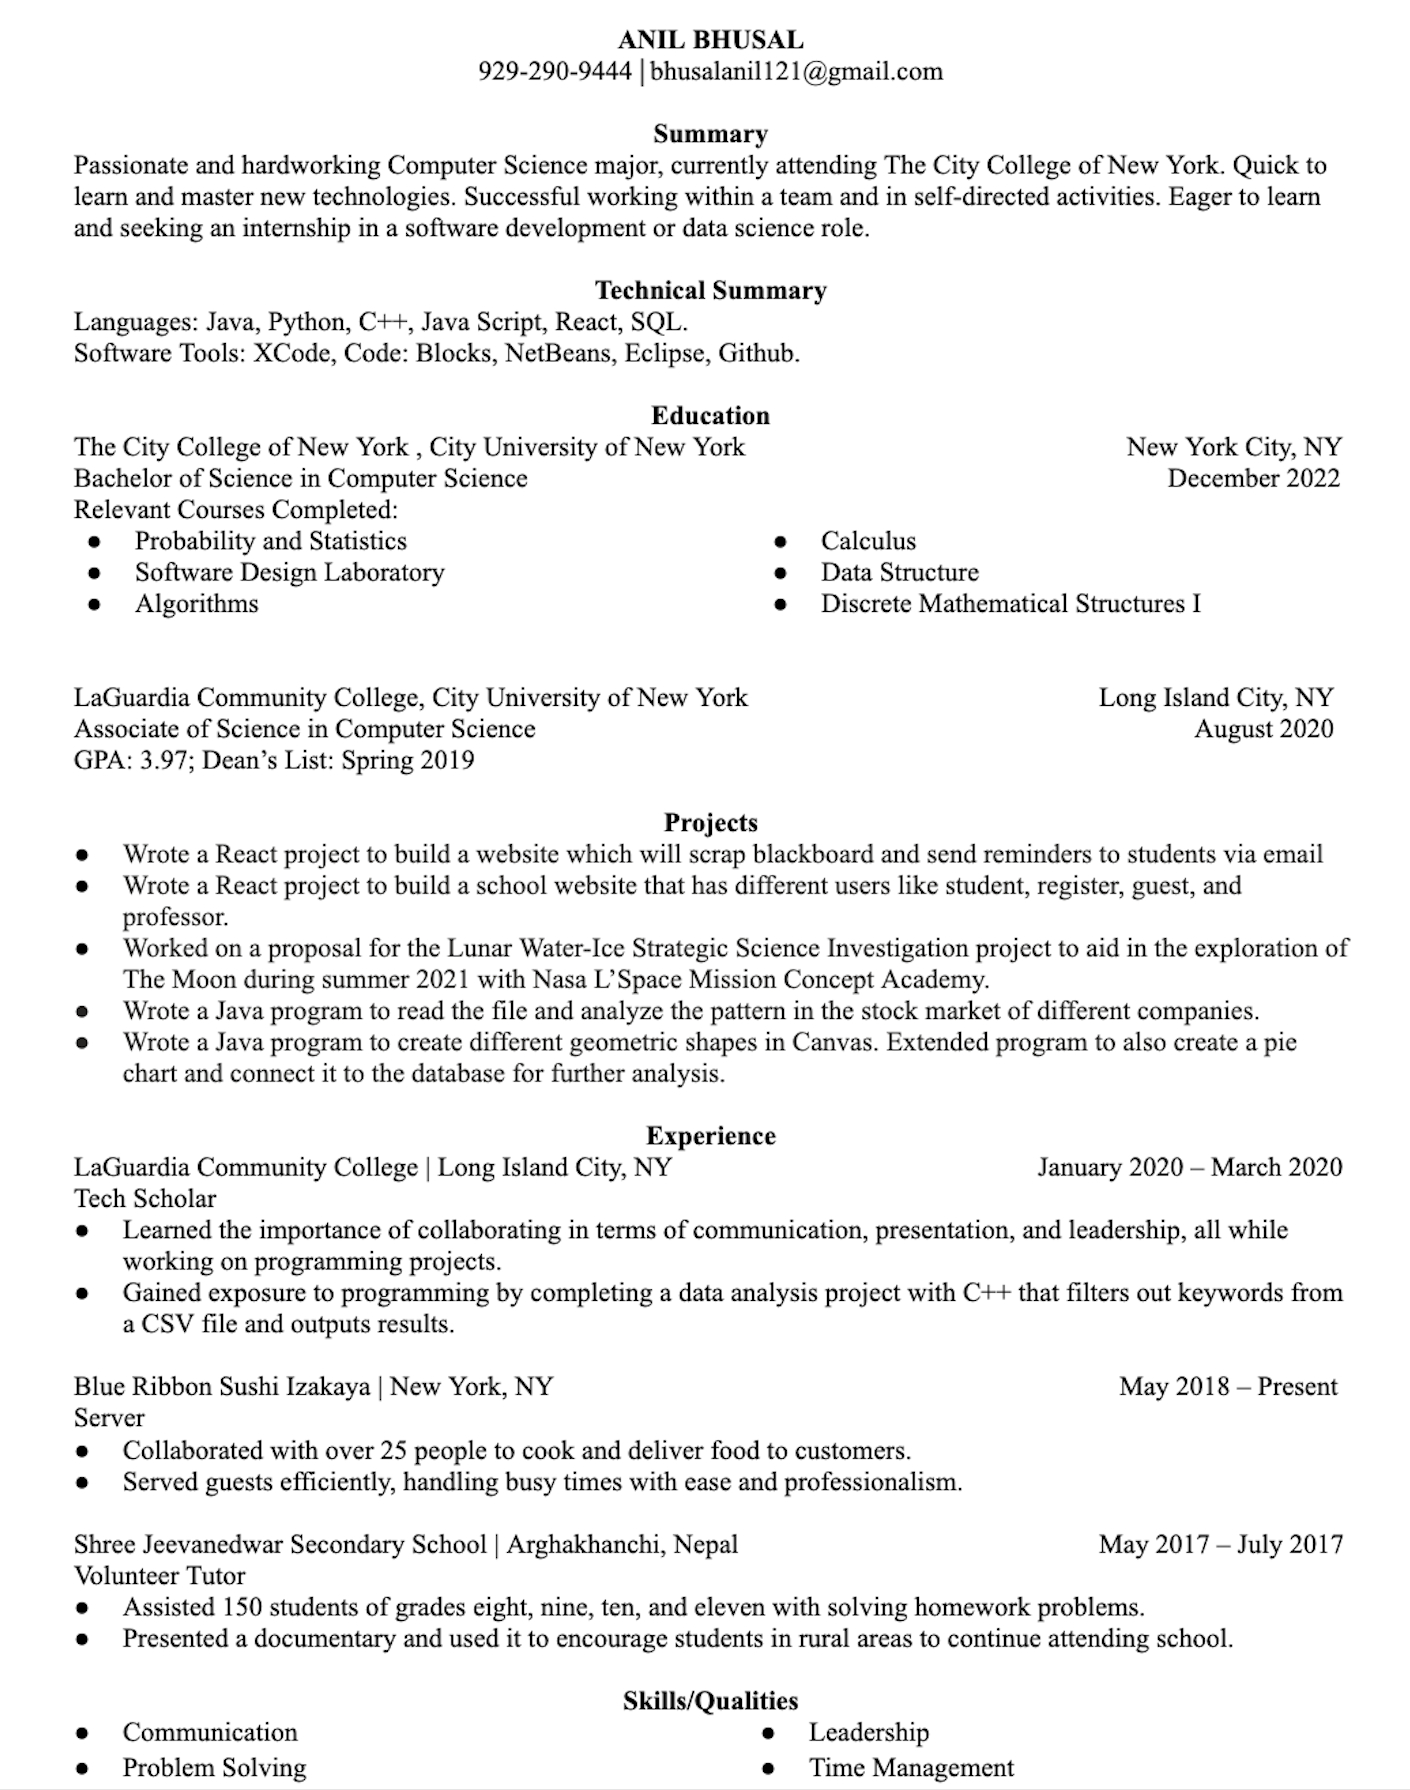 ANIL BHUSAL
929-290-9444 | bhusalanil121@gmail.com
Summary
Passionate and hardworking Computer Science major, currently attending The City College of New York. Quick to
learn and master new technologies. Successful working within a team and in self-directed activities. Eager to learn
and seeking an internship in a software development or data science role.
Technical Summary
Languages: Java, Python, C++, Java Script, React, SQL.
Software Tools: XCode, Code: Blocks, NetBeans, Eclipse, Github.
Education
The City College of New York , City University of New York New York City, NY
Bachelor of Science in Computer Science December 2022
Relevant Courses Completed:
● Probability and Statistics ● Calculus
● Software Design Laboratory ● Data Structure
● Algorithms ● Discrete Mathematical Structures I
LaGuardia Community College, City University of New York Long Island City, NY
Associate of Science in Computer Science August 2020
GPA: 3.97; Dean’s List: Spring 2019
Projects
● Wrote a React project to build a website which will scrap blackboard and send reminders to students via email
● Wrote a React project to build a school website that has different users like student, register, guest, and
professor.
● Worked on a proposal for the Lunar Water-Ice Strategic Science Investigation project to aid in the exploration of
The Moon during summer 2021 with Nasa L’Space Mission Concept Academy.
● Wrote a Java program to read the file and analyze the pattern in the stock market of different companies.
● Wrote a Java program to create different geometric shapes in Canvas. Extended program to also create a pie
chart and connect it to the database for further analysis.
Experience
LaGuardia Community College | Long Island City, NY January 2020 – March 2020
Tech Scholar
● Learned the importance of collaborating in terms of communication, presentation, and leadership, all while
working on programming projects.
● Gained exposure to programming by completing a data analysis project with C++ that filters out keywords from
a CSV file and outputs results.
Blue Ribbon Sushi Izakaya | New York, NY May 2018 – Present
Server
● Collaborated with over 25 people to cook and deliver food to customers.
● Served guests efficiently, handling busy times with ease and professionalism.
Shree Jeevanedwar Secondary School | Arghakhanchi, Nepal May 2017 – July 2017
Volunteer Tutor
● Assisted 150 students of grades eight, nine, ten, and eleven with solving homework problems.
● Presented a documentary and used it to encourage students in rural areas to continue attending school.
Skills/Qualities
● Communication ● Leadership
● Problem Solving ● Time Management